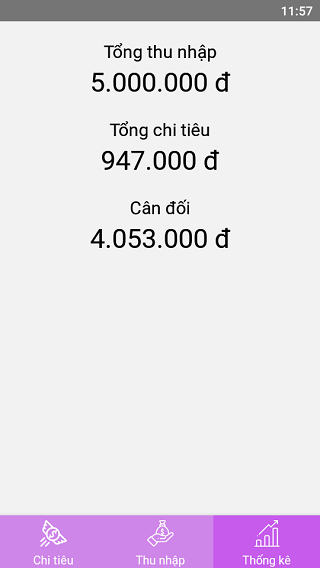 11:57
Tổng thu nhập
5.000.000 đ
Tổng chi tiêu
947.000 đ
Cân đối
4.053.000 đ
Chi tiêu
Thu nhập
Thống kê